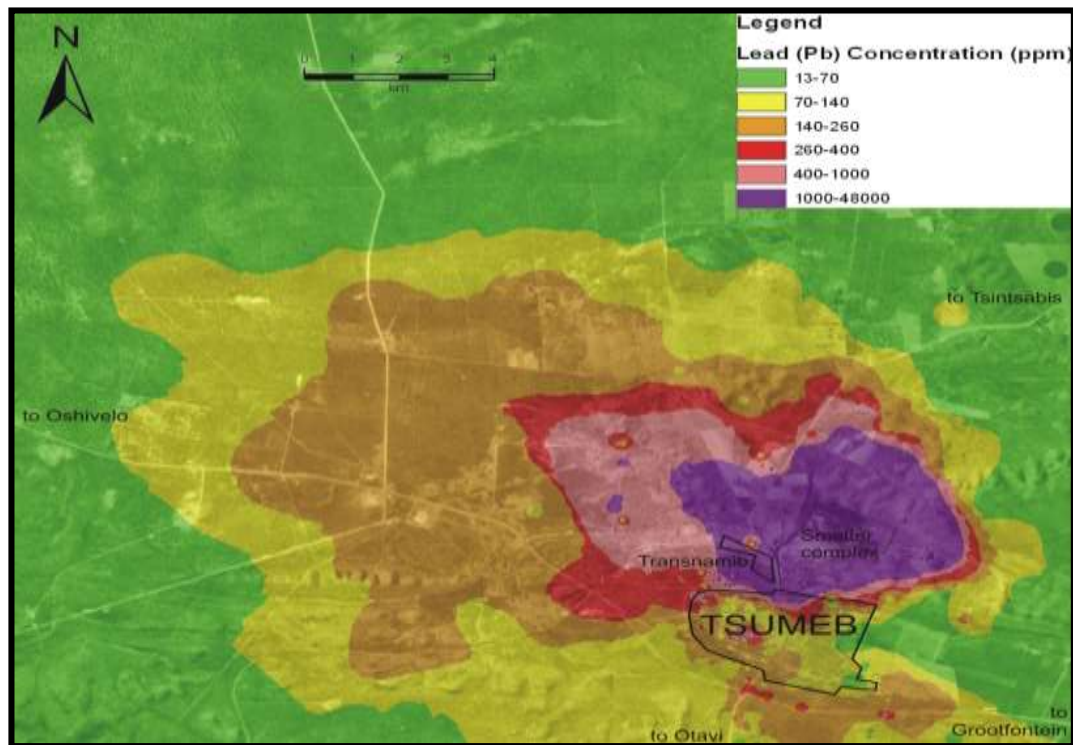 N
0 1 2 3 4
km
Legend
Lead (Pb) Concentration (ppm)
13-70
70-140
140-260
260-400
400-1000
1000-48000
to Tsintsabis
to Oshivelo
Smelter
complex
Transnamib
TSUMEB
to Otavi
to
Grootfontein